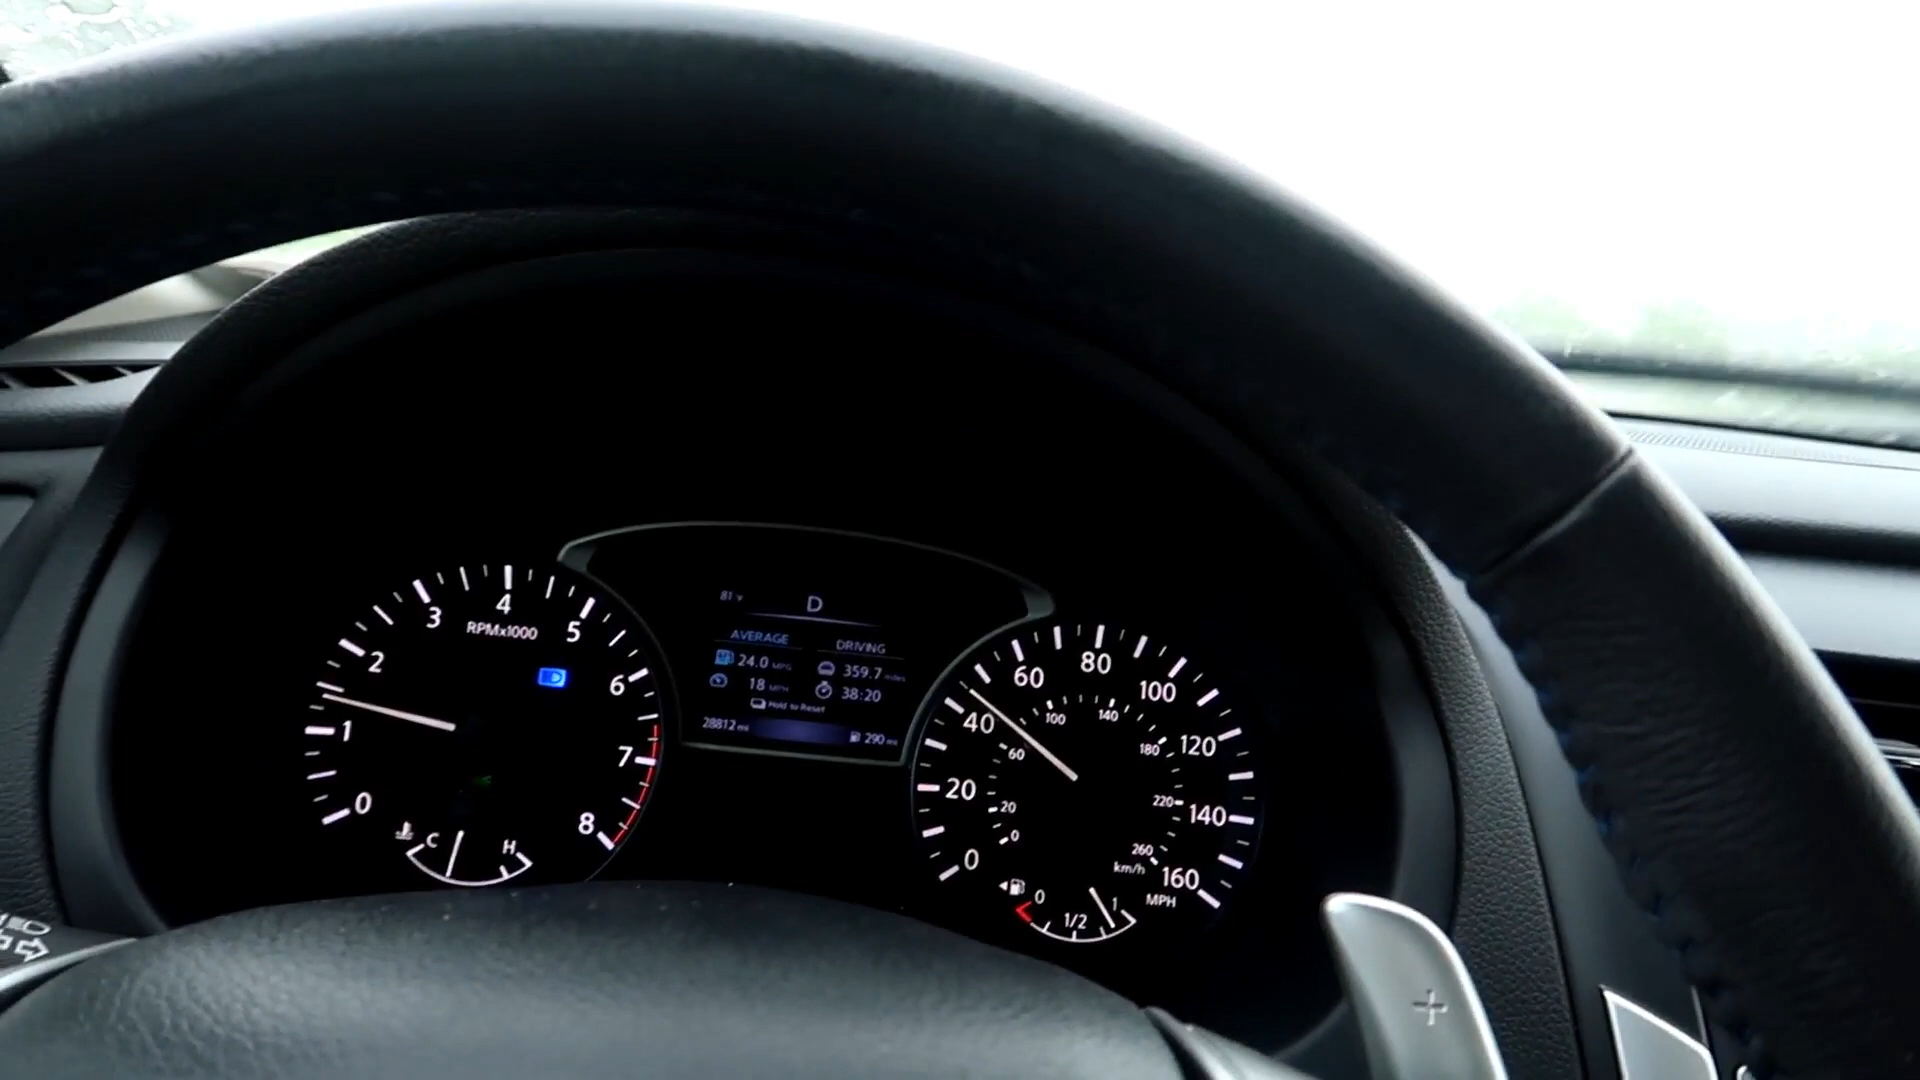 81°F
D
AVERAGE
DRIVING
24.0 MPG
359.7 miles
18 MPH
38:20
Hold to Reset
28812 mi
290 mi
0
1
2
3
4
5
6
7
8
RPMx1000
C
H
0
20
40
60
80
100
120
140
160
MPH
0
20
60
100
140
180
220
260
km/h
0
1/2
1
+